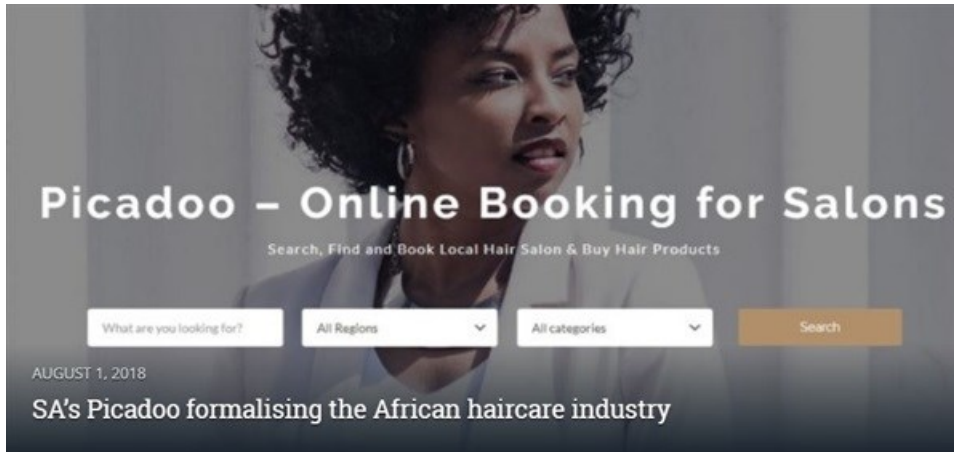 Picadoo – Online Booking for Salons
Search, Find and Book Local Hair Salon & Buy Hair Products
What are you looking for?
All Regions
All categories
Search
AUGUST 1, 2018
SA's Picadoo formalising the African haircare industry